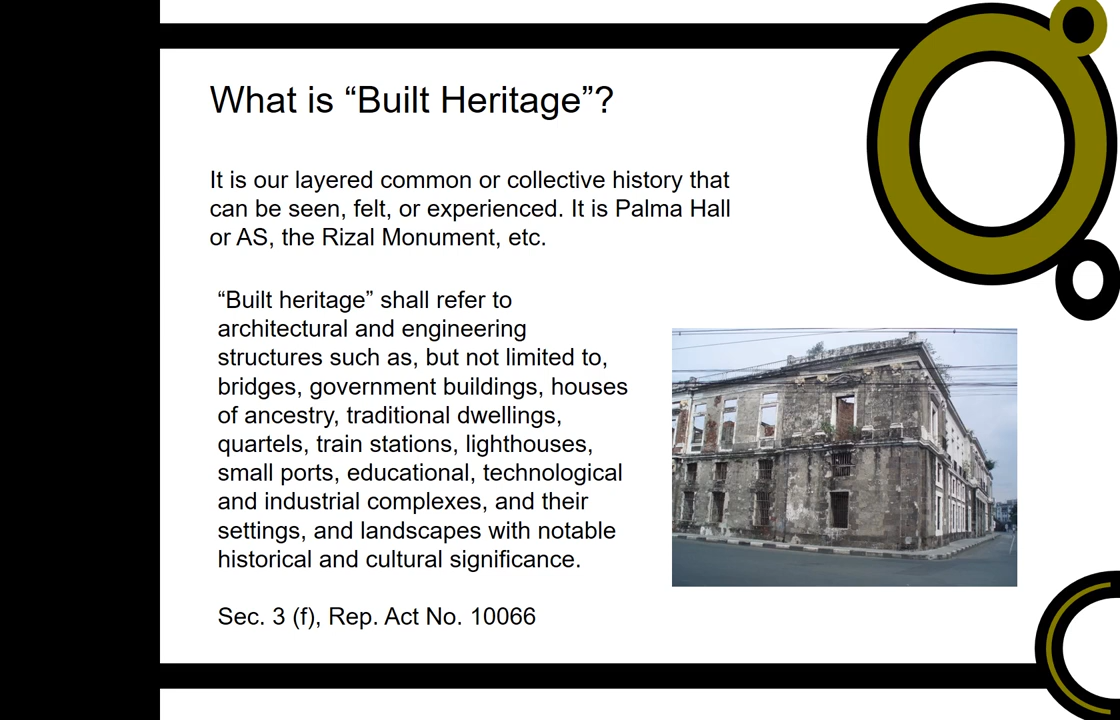 What is “Built Heritage”?
It is our layered common or collective history that
can be seen, felt, or experienced. It is Palma Hall
or AS, the Rizal Monument, etc.
“Built heritage” shall refer to
architectural and engineering
structures such as, but not limited to,
bridges, government buildings, houses
of ancestry, traditional dwellings,
quartels, train stations, lighthouses,
small ports, educational, technological
and industrial complexes, and their
settings, and landscapes with notable
historical and cultural significance.
Sec. 3 (f), Rep. Act No. 10066